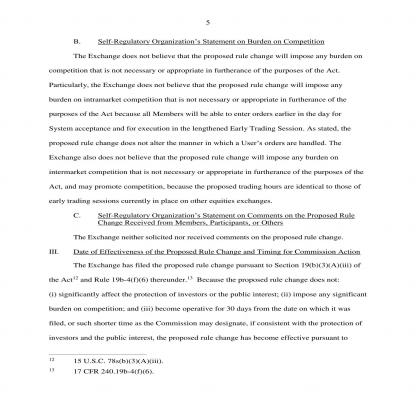 5
B. Self-Regulatory Organization's Statement on Burden on Competition
The Exchange does not believe that the proposed rule change will impose any burden on
competition that is not necessary or appropriate in furtherance of the purposes of the Act.
Particularly, the Exchange does not believe that the proposed rule change will impose any
burden on intramarket competition that is not necessary or appropriate in furtherance of the
purposes of the Act because all Members will be able to enter orders earlier in the day for
System acceptance and for execution in the lengthened Early Trading Session. As stated, the
proposed rule change does not alter the manner in which a User's orders are handled. The
Exchange also does not believe that the proposed rule change will impose any burden on
intermarket competition that is not necessary or appropriate in furtherance of the purposes of the
Act, and may promote competition, because the proposed trading hours are identical to those of
early trading sessions currently in place on other equities exchanges.
C. Self-Regulatory Organization's Statement on Comments on the Proposed Rule
Change Received from Members, Participants, or Others
The Exchange neither solicited nor received comments on the proposed rule change.
III. Date of Effectiveness of the Proposed Rule Change and Timing for Commission Action
The Exchange has filed the proposed rule change pursuant to Section 19(b)(3)(A)(iii) of
the Act12 and Rule 19b-4(f)(6) thereunder.13 Because the proposed rule change does not:
(i) significantly affect the protection of investors or the public interest; (ii) impose any significant
burden on competition; and (iii) become operative for 30 days from the date on which it was
filed, or such shorter time as the Commission may designate, if consistent with the protection of
investors and the public interest, the proposed rule change has become effective pursuant to
12 15 U.S.C. 78s(b)(3)(A)(iii).
13 17 CFR 240.19b-4(f)(6).